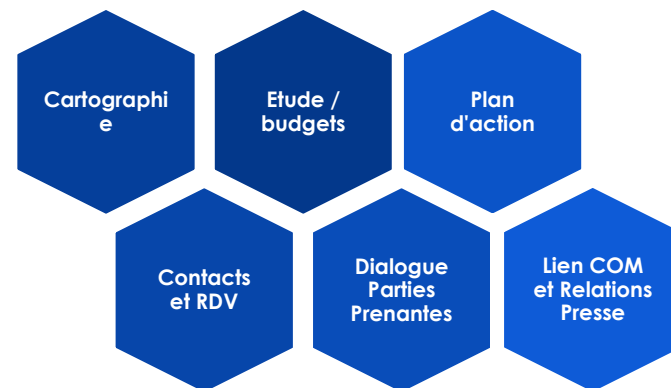 Cartographi
e
Etude /
budgets
Plan
d'action
Contacts
et RDV
Dialogue
Parties
Prenantes
Lien COM
et Relations
Presse